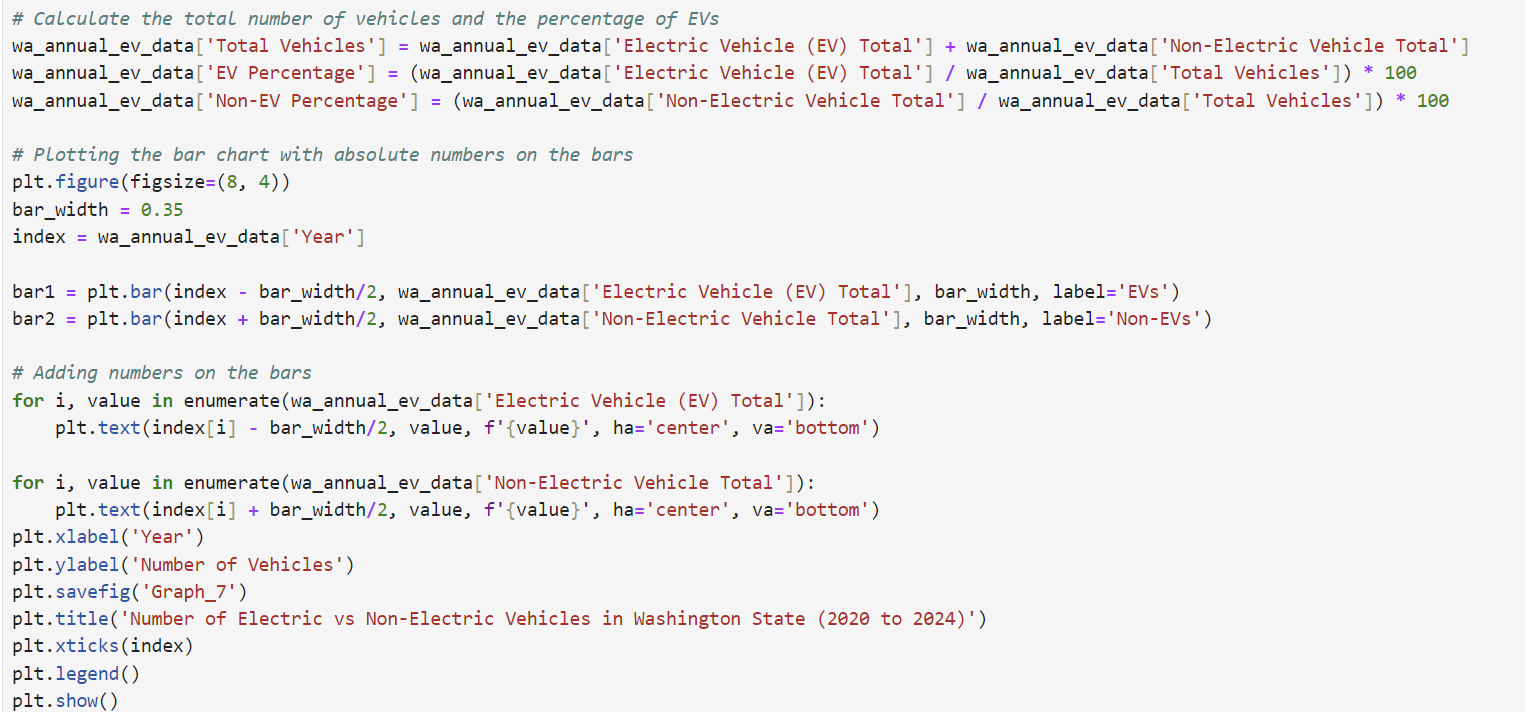 # Calculate the total number of vehicles and the percentage of EVs
wa_annual_ev_data['Total Vehicles'] = wa_annual_ev_data['Electric Vehicle (EV) Total'] + wa_annual_ev_data['Non-Electric Vehicle Total']
wa_annual_ev_data['EV Percentage'] = (wa_annual_ev_data['Electric Vehicle (EV) Total'] / wa_annual_ev_data['Total Vehicles']) * 100
wa_annual_ev_data['Non-EV Percentage'] = (wa_annual_ev_data['Non-Electric Vehicle Total'] / wa_annual_ev_data['Total Vehicles']) * 100

# Plotting the bar chart with absolute numbers on the bars
plt.figure(figsize=(8, 4))
bar_width = 0.35
index = wa_annual_ev_data['Year']

bar1 = plt.bar(index - bar_width/2, wa_annual_ev_data['Electric Vehicle (EV) Total'], bar_width, label='EVs')
bar2 = plt.bar(index + bar_width/2, wa_annual_ev_data['Non-Electric Vehicle Total'], bar_width, label='Non-EVs')

# Adding numbers on the bars
for i, value in enumerate(wa_annual_ev_data['Electric Vehicle (EV) Total']):
    plt.text(index[i] - bar_width/2, value, f'{value}', ha='center', va='bottom')

for i, value in enumerate(wa_annual_ev_data['Non-Electric Vehicle Total']):
    plt.text(index[i] + bar_width/2, value, f'{value}', ha='center', va='bottom')
plt.xlabel('Year')
plt.ylabel('Number of Vehicles')
plt.savefig('Graph_7')
plt.title('Number of Electric vs Non-Electric Vehicles in Washington State (2020 to 2024)')
plt.xticks(index)
plt.legend()
plt.show()